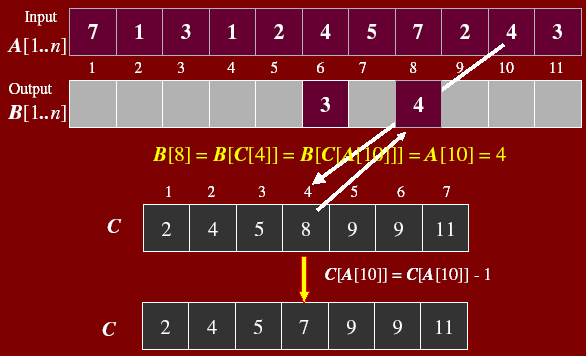 Input
A[1..n]
7 1 3 1 2 4 5 7 2 4 3
1 2 3 4 5 6 7 8 9 10 11
Output
B[1..n]
3 4
B[8] = B[C[4]] = B[C[A[10]]] = A[10] = 4
1 2 3 4 5 6 7
C
2 4 5 8 9 9 11
C[A[10]] = C[A[10]] - 1
C
2 4 5 7 9 9 11